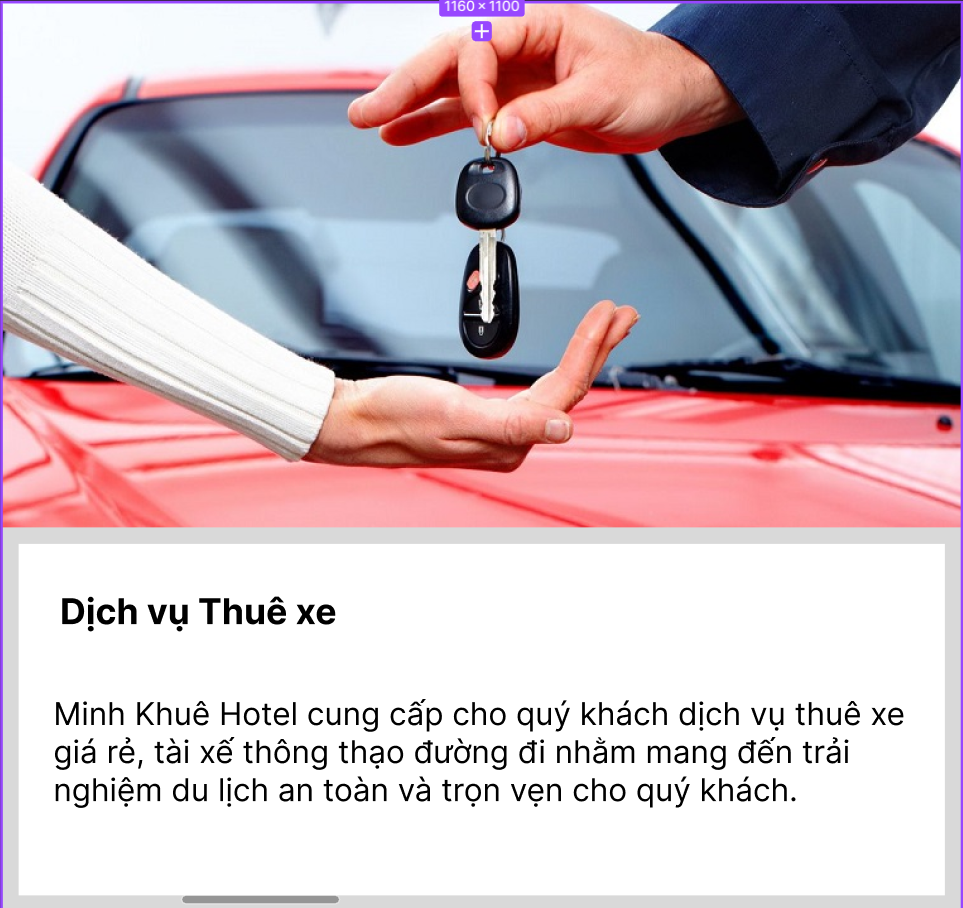 1160 × 1100
Dịch vụ Thuê xe
Minh Khuê Hotel cung cấp cho quý khách dịch vụ thuê xe
giá rẻ, tài xế thông thạo đường đi nhằm mang đến trải
nghiệm du lịch an toàn và trọn vẹn cho quý khách.